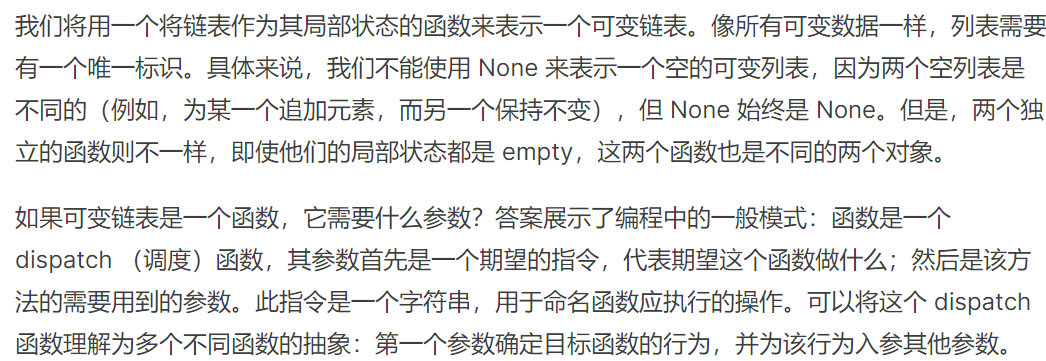 我们将用一个将链表作为其局部状态的函数来表示一个可变链表。像所有可变数据一样，列表需要
有一个唯一标识。具体来说，我们不能使用 None 来表示一个空的可变列表，因为两个空列表是
不同的（例如，为某一个追加元素，而另一个保持不变），但 None 始终是 None。但是，两个独
立的函数则不一样，即使他们的局部状态都是 empty，这两个函数也是不同的两个对象。
如果可变链表是一个函数，它需要什么参数？答案展示了编程中的一般模式：函数是一个
dispatch （调度）函数，其参数首先是一个期望的指令，代表期望这个函数做什么；然后是该方
法的需要用到的参数。此指令是一个字符串，用于命名函数应执行的操作。可以将这个 dispatch
函数理解为多个不同函数的抽象：第一个参数确定目标函数的行为，并为该行为入参其他参数。